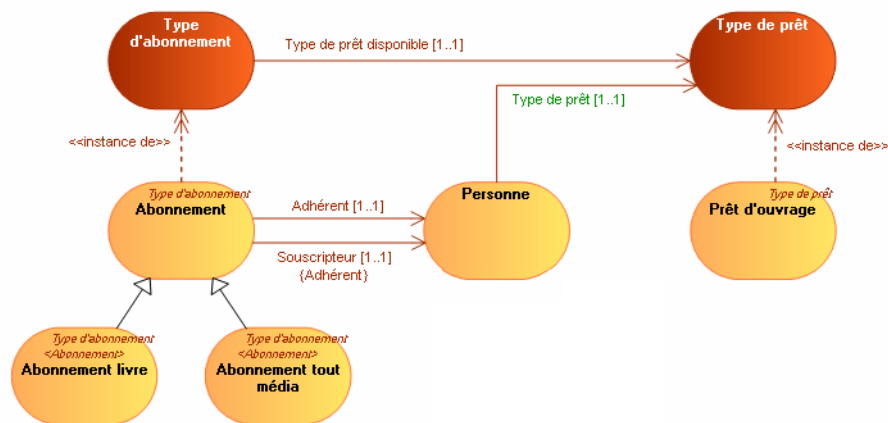 Type
d'abonnement
Type de prêt disponible [1..1]
Type de prêt
Type de prêt [1..1]
<<instance de>>
<<instance de>>
Type d'abonnement
Abonnement
Adhérent [1..1]
Souscripteur [1..1]
{Adhérent}
Personne
Type de prêt
Prêt d'ouvrage
Type d'abonnement
<Abonnement>
Abonnement livre
Type d'abonnement
<Abonnement>
Abonnement tout
média